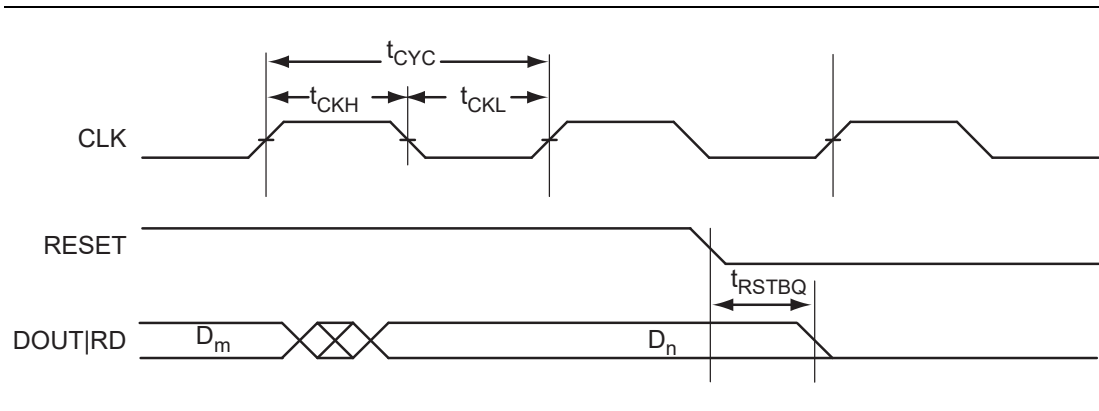 tCYC
tCKH
tCKL
CLK
RESET
tRSTBQ
DOUT|RD
Dm
Dn